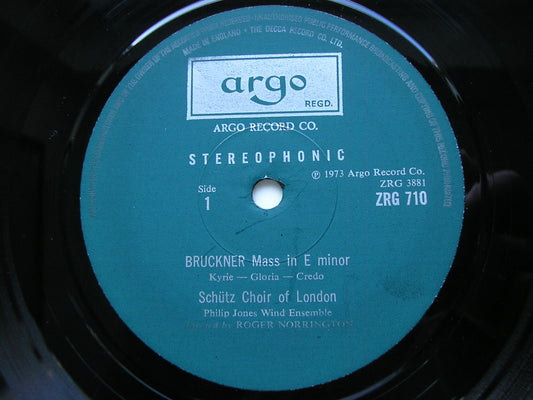 MADE IN ENGLAND • THE DECCA RECORD CO. LTD.
argo
REGD.
ARGO RECORD CO.
STEREOPHONIC
℗ 1973 Argo Record Co.
Side
ZRG 3881
1
ZRG 710
BRUCKNER Mass in E minor
Kyrie — Gloria — Credo
Schütz Choir of London
Philip Jones Wind Ensemble
by ROGER NORRINGTON